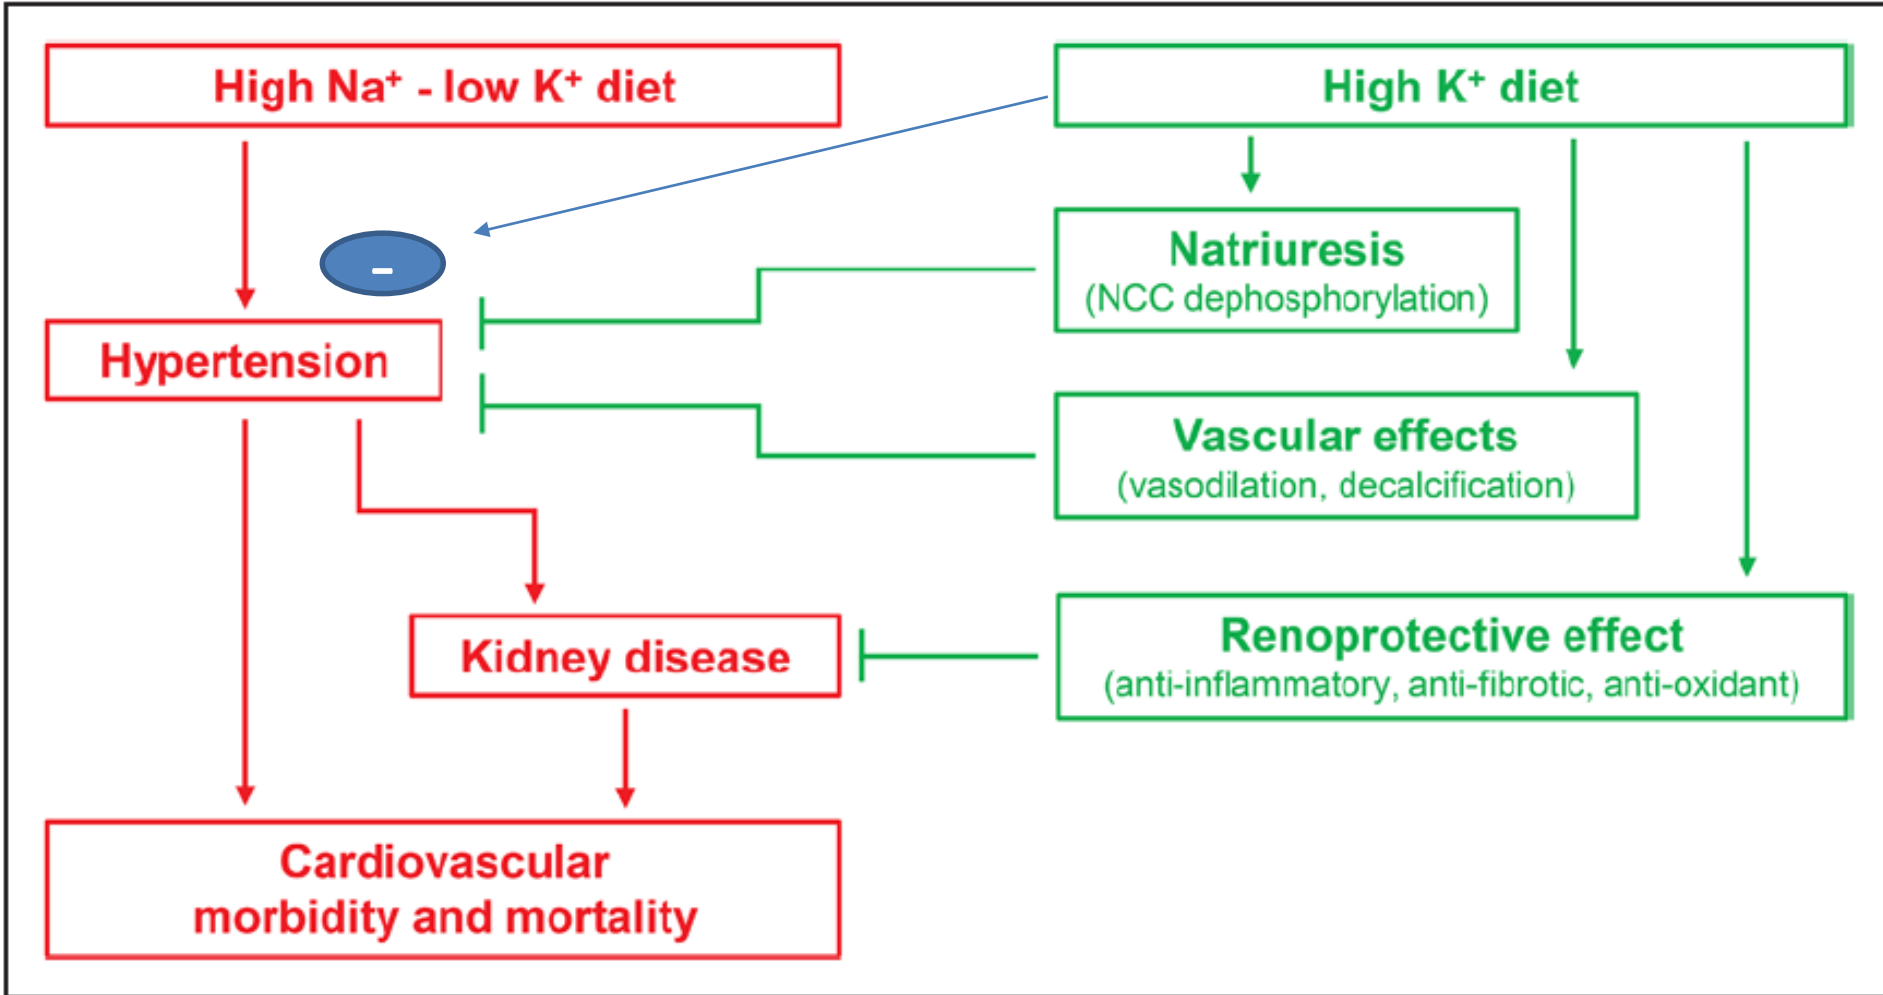 High Na⁺ - low K⁺ diet
High K⁺ diet
-
Natriuresis
(NCC dephosphorylation)
Hypertension
Vascular effects
(vasodilation, decalcification)
Kidney disease
Renoprotective effect
(anti-inflammatory, anti-fibrotic, anti-oxidant)
Cardiovascular
morbidity and mortality